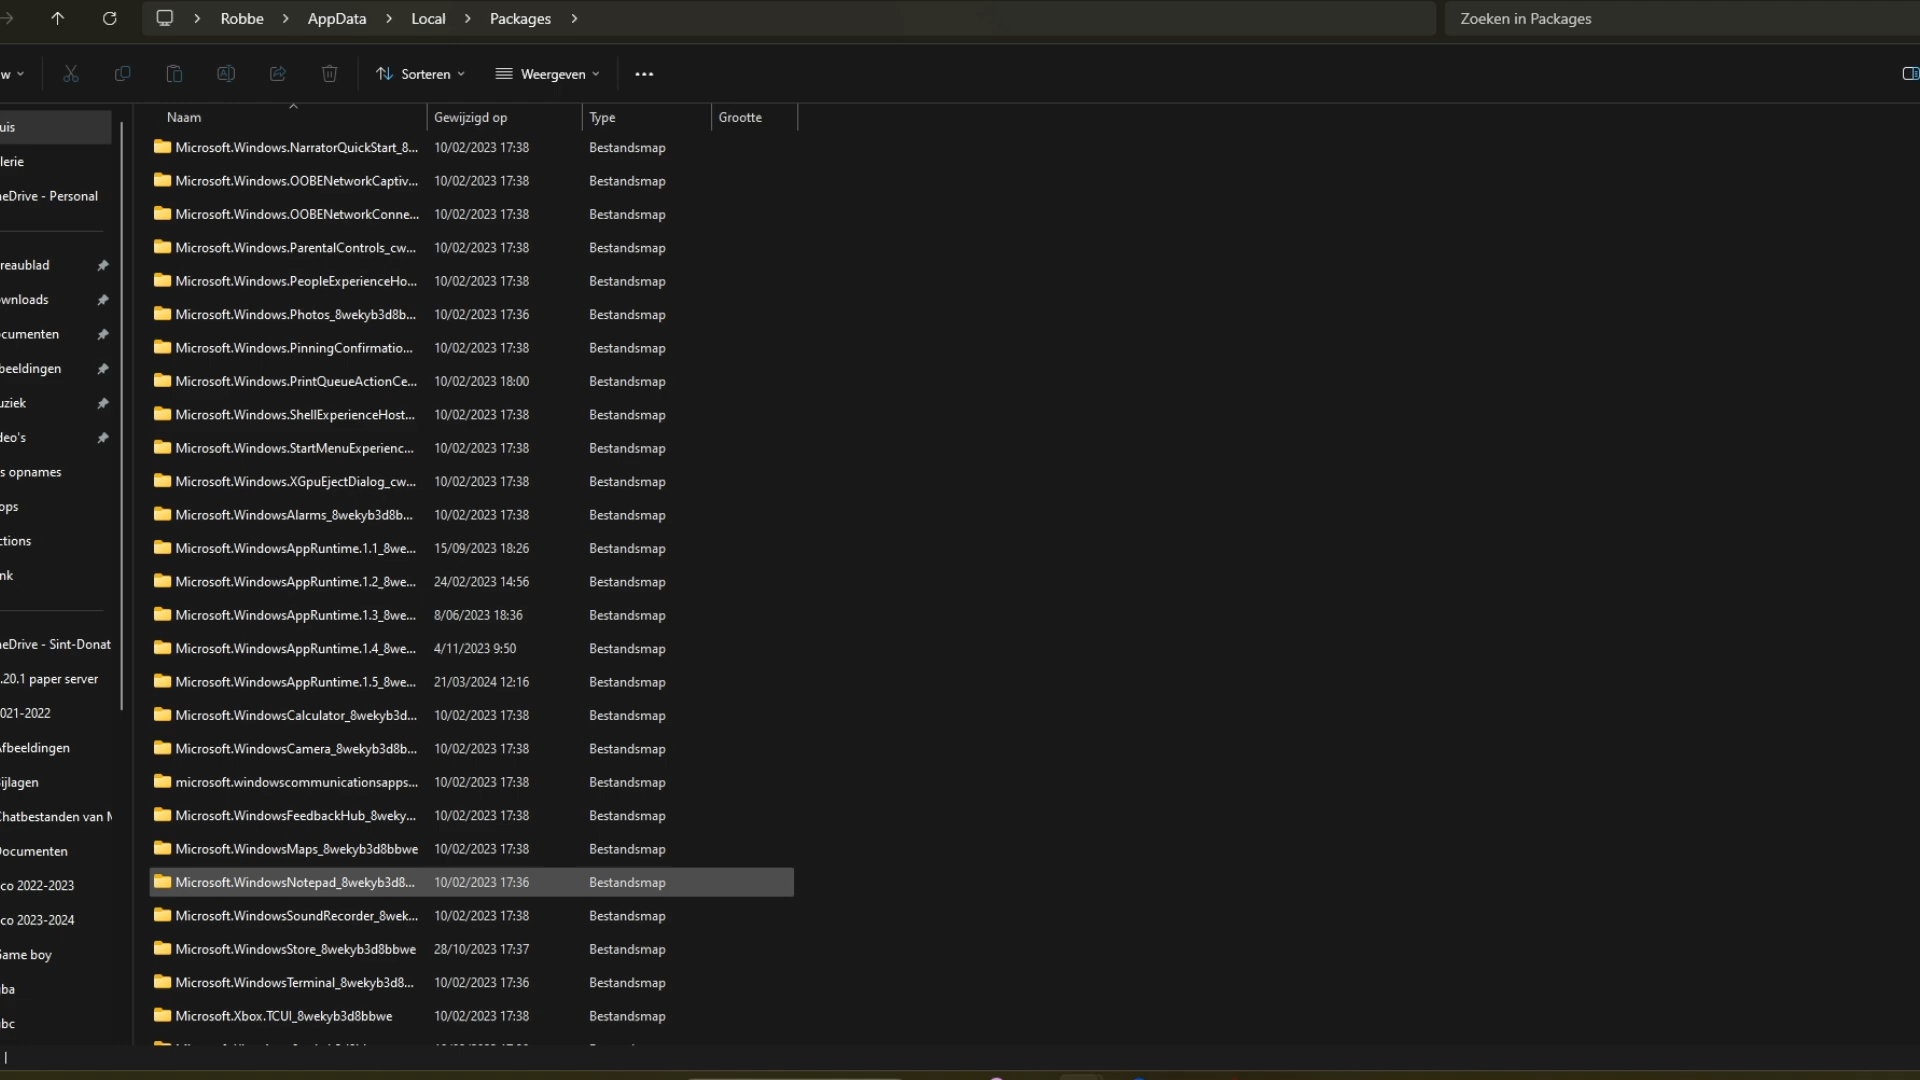 Robbe > AppData > Local > Packages >
Zoeken in Packages
w
Sorteren
Weergeven
Naam Gewijzigd op Type Grootte
uis
lerie
eDrive - Personal
reaublad
wnloads
cumenten
beeldingen
uziek
deo's
s opnames
ops
ctions
nk
eDrive - Sint-Donat
.20.1 paper server
021-2022
Afbeeldingen
ijlagen
Chatbestanden van M
Documenten
co 2022-2023
co 2023-2024
Game boy
ba
bc
Microsoft.Windows.NarratorQuickStart_8... 10/02/2023 17:38 Bestandsmap
Microsoft.Windows.OOBENetworkCaptiv... 10/02/2023 17:38 Bestandsmap
Microsoft.Windows.OOBENetworkConne... 10/02/2023 17:38 Bestandsmap
Microsoft.Windows.ParentalControls_cw... 10/02/2023 17:38 Bestandsmap
Microsoft.Windows.PeopleExperienceHo... 10/02/2023 17:38 Bestandsmap
Microsoft.Windows.Photos_8wekyb3d8b... 10/02/2023 17:36 Bestandsmap
Microsoft.Windows.PinningConfirmatio... 10/02/2023 17:38 Bestandsmap
Microsoft.Windows.PrintQueueActionCe... 10/02/2023 18:00 Bestandsmap
Microsoft.Windows.ShellExperienceHost... 10/02/2023 17:38 Bestandsmap
Microsoft.Windows.StartMenuExperienc... 10/02/2023 17:38 Bestandsmap
Microsoft.Windows.XGpuEjectDialog_cw... 10/02/2023 17:38 Bestandsmap
Microsoft.WindowsAlarms_8wekyb3d8b... 10/02/2023 17:38 Bestandsmap
Microsoft.WindowsAppRuntime.1.1_8we... 15/09/2023 18:26 Bestandsmap
Microsoft.WindowsAppRuntime.1.2_8we... 24/02/2023 14:56 Bestandsmap
Microsoft.WindowsAppRuntime.1.3_8we... 8/06/2023 18:36 Bestandsmap
Microsoft.WindowsAppRuntime.1.4_8we... 4/11/2023 9:50 Bestandsmap
Microsoft.WindowsAppRuntime.1.5_8we... 21/03/2024 12:16 Bestandsmap
Microsoft.WindowsCalculator_8wekyb3d... 10/02/2023 17:38 Bestandsmap
Microsoft.WindowsCamera_8wekyb3d8b... 10/02/2023 17:38 Bestandsmap
microsoft.windowscommunicationsapps... 10/02/2023 17:38 Bestandsmap
Microsoft.WindowsFeedbackHub_8weky... 10/02/2023 17:38 Bestandsmap
Microsoft.WindowsMaps_8wekyb3d8bbwe 10/02/2023 17:38 Bestandsmap
Microsoft.WindowsNotepad_8wekyb3d8... 10/02/2023 17:36 Bestandsmap
Microsoft.WindowsSoundRecorder_8wek... 10/02/2023 17:38 Bestandsmap
Microsoft.WindowsStore_8wekyb3d8bbwe 28/10/2023 17:37 Bestandsmap
Microsoft.WindowsTerminal_8wekyb3d8... 10/02/2023 17:36 Bestandsmap
Microsoft.Xbox.TCUI_8wekyb3d8bbwe 10/02/2023 17:38 Bestandsmap